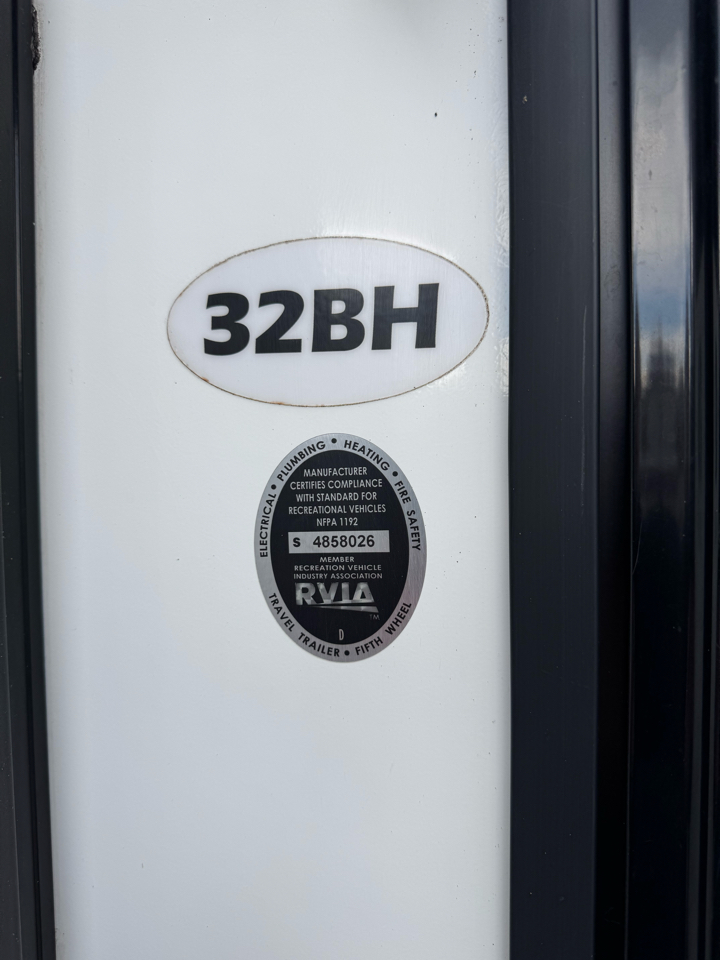 32BH
ELECTRICAL • PLUMBING • HEATING • FIRE SAFETY
MANUFACTURER
CERTIFIES COMPLIANCE
WITH STANDARD FOR
RECREATIONAL VEHICLES
NFPA 1192
S 4858026
MEMBER
RECREATION VEHICLE
INDUSTRY ASSOCIATION
RVIA
TM
D
TRAVEL TRAILER • FIFTH WHEEL